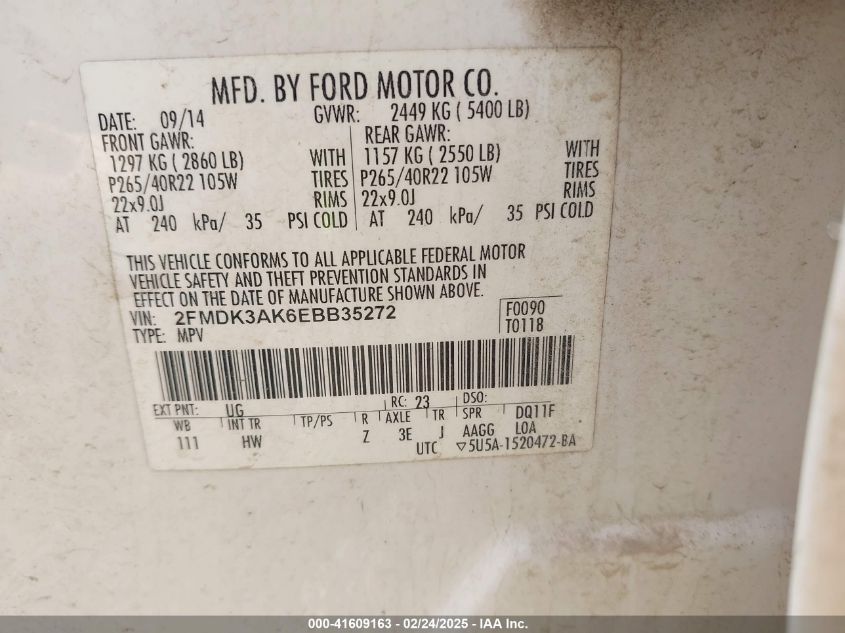 MFD. BY FORD MOTOR CO.
DATE: 09/14 GVWR: 2449 KG ( 5400 LB)
FRONT GAWR: REAR GAWR:
1297 KG ( 2860 LB) WITH 1157 KG ( 2550 LB) WITH
P265/40R22 105W TIRES P265/40R22 105W TIRES
22x9.0J RIMS 22x9.0J RIMS
AT 240 kPa/ 35 PSI COLD AT 240 kPa/ 35 PSI COLD
THIS VEHICLE CONFORMS TO ALL APPLICABLE FEDERAL MOTOR
VEHICLE SAFETY AND THEFT PREVENTION STANDARDS IN
EFFECT ON THE DATE OF MANUFACTURE SHOWN ABOVE.
VIN: 2FMDK3AK6EBB35272 F0090
TYPE: MPV T0118
EXT PNT: UG RC: 23 DSO:
WB INT TR TP/PS R AXLE TR SPR DQ11F
111 HW Z 3E J AAGG LOA
UTC ▽5U5A-1520472-BA
000-41609163 - 02/24/2025 - IAA Inc.